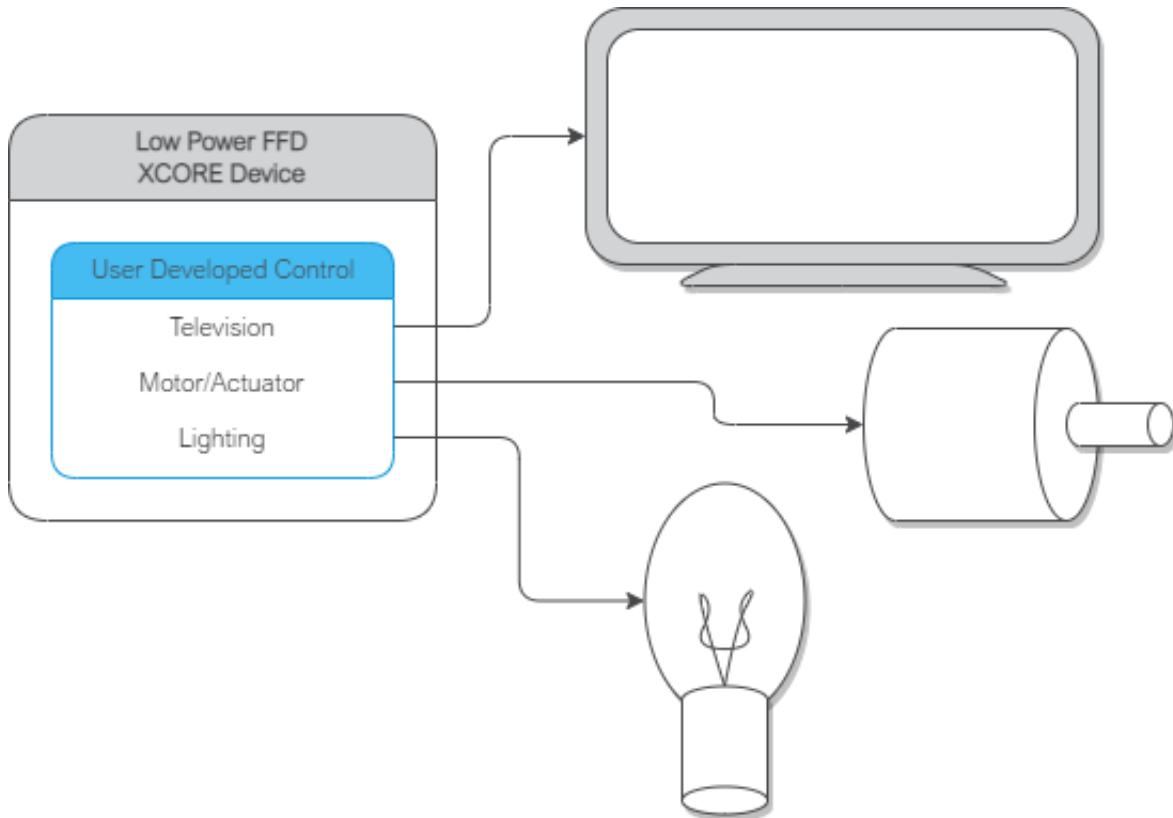 Low Power FFD
XCORE Device
User Developed Control
Television
Motor/Actuator
Lighting